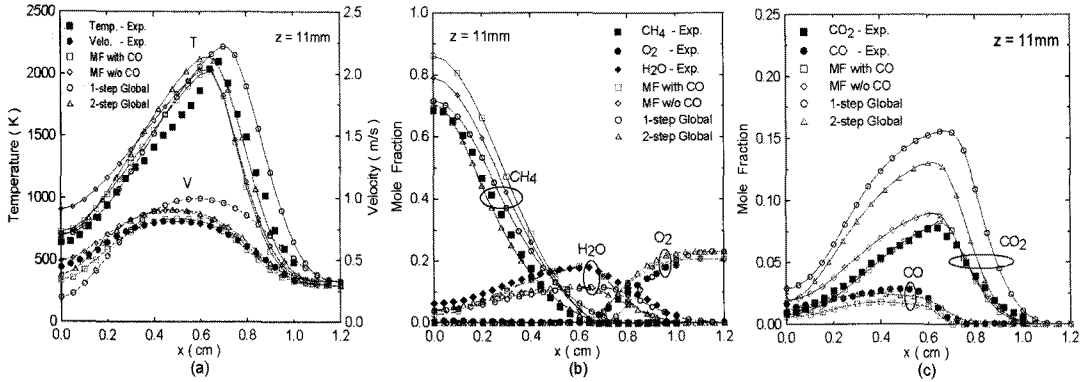 2500
2000
1500
1000
500
0
Temperature ( K )
Temp. - Exp.
Velo. - Exp.
MF with CO
MF w/o CO
1-step Global
2-step Global
z = 11mm
T
V
2.5
2.0
1.5
1.0
0.5
0.0
Velocity ( m/s )
0.0 0.2 0.4 0.6 0.8 1.0 1.2
x ( cm )
(a)
1.0
0.8
0.6
0.4
0.2
0.0
Mole Fraction
z = 11mm
CH4 - Exp.
O2 - Exp.
H2O - Exp.
MF with CO
MF w/o CO
1-step Global
2-step Global
CH4
H2O
O2
0.0 0.2 0.4 0.6 0.8 1.0 1.2
x ( cm )
(b)
0.25
0.20
0.15
0.10
0.05
0.00
Mole Fraction
CO2 - Exp.
CO - Exp.
MF with CO
MF w/o CO
1-step Global
2-step Global
z = 11mm
CO2
CO
0.0 0.2 0.4 0.6 0.8 1.0 1.2
x ( cm )
(c)